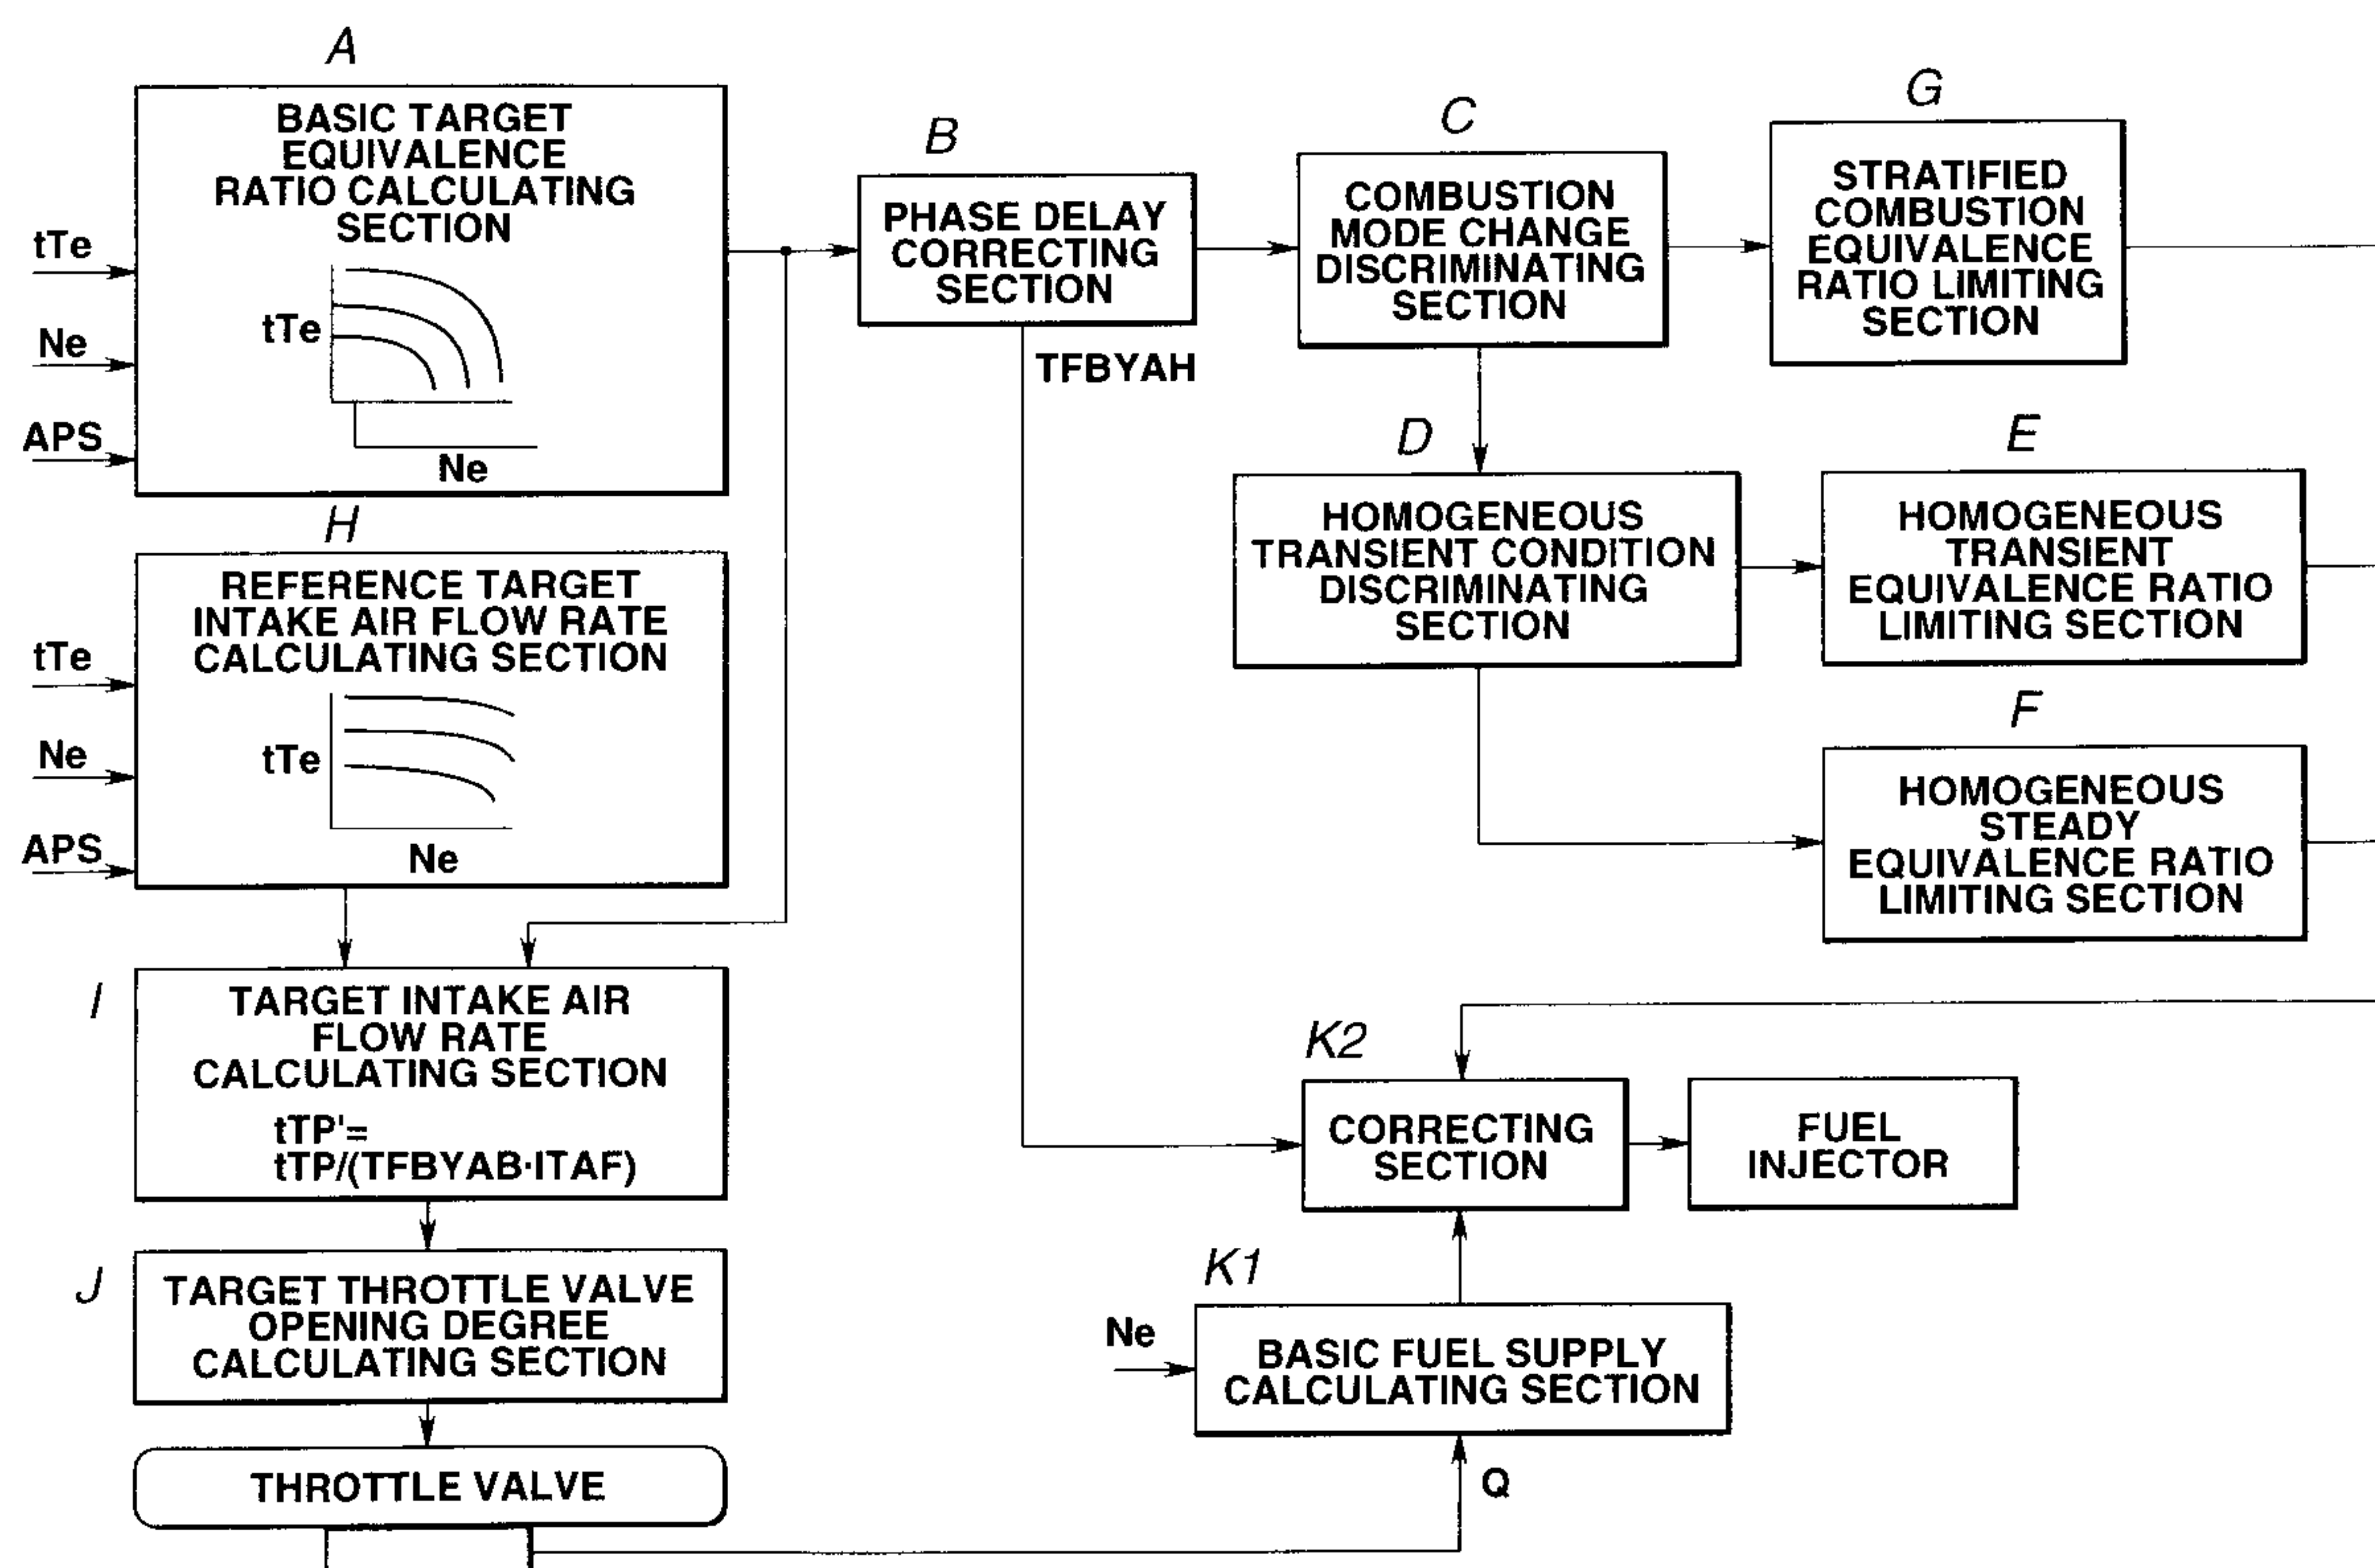 A
BASIC TARGET
EQUIVALENCE
RATIO CALCULATING
SECTION
tTe
Ne
APS
tTe
Ne
H
REFERENCE TARGET
INTAKE AIR FLOW RATE
CALCULATING SECTION
tTe
Ne
APS
tTe
Ne
I
TARGET INTAKE AIR
FLOW RATE
CALCULATING SECTION
tTP'=
tTP/(TFBYAB·ITAF)
J
TARGET THROTTLE VALVE
OPENING DEGREE
CALCULATING SECTION
THROTTLE VALVE
B
PHASE DELAY
CORRECTING
SECTION
TFBYAH
C
COMBUSTION
MODE CHANGE
DISCRIMINATING
SECTION
G
STRATIFIED
COMBUSTION
EQUIVALENCE
RATIO LIMITING
SECTION
D
HOMOGENEOUS
TRANSIENT CONDITION
DISCRIMINATING
SECTION
E
HOMOGENEOUS
TRANSIENT
EQUIVALENCE RATIO
LIMITING SECTION
F
HOMOGENEOUS
STEADY
EQUIVALENCE RATIO
LIMITING SECTION
K2
CORRECTING
SECTION
FUEL
INJECTOR
K1
Ne
BASIC FUEL SUPPLY
CALCULATING SECTION
Q